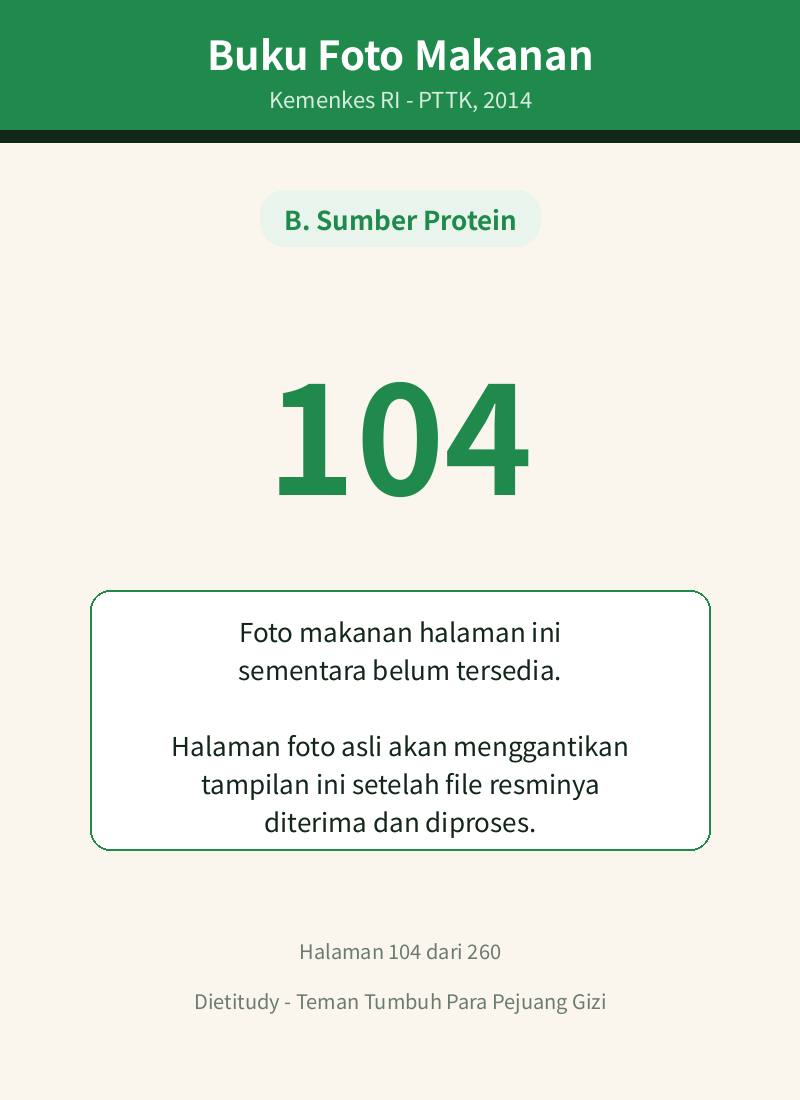 Buku Foto Makanan
Kemenkes RI - PTTK, 2014
B. Sumber Protein
104
Foto makanan halaman ini
sementara belum tersedia.
Halaman foto asli akan menggantikan
tampilan ini setelah file resminya
diterima dan diproses.
Halaman 104 dari 260
Dietitudy - Teman Tumbuh Para Pejuang Gizi